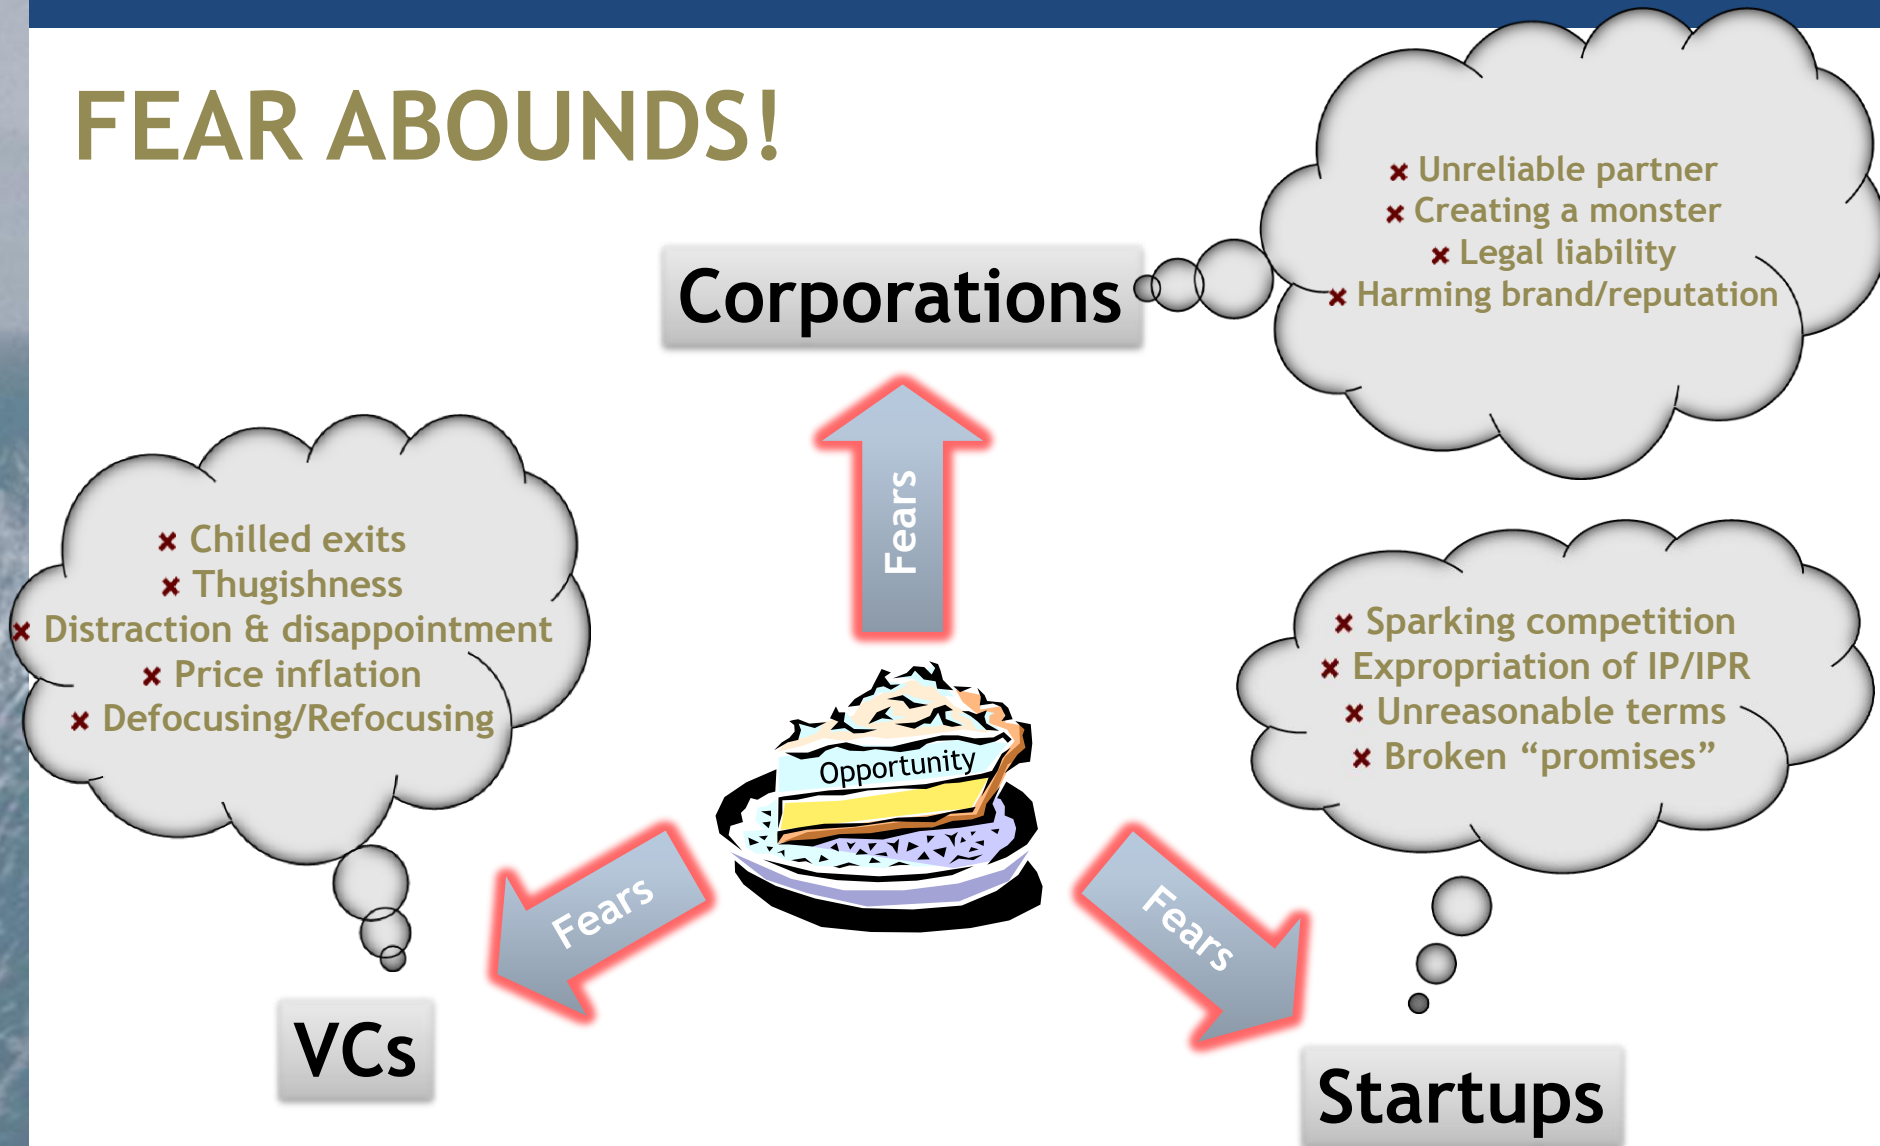 FEAR ABOUNDS!
Corporations
× Unreliable partner
× Creating a monster
× Legal liability
× Harming brand/reputation
Fears
× Chilled exits
× Thugishness
× Distraction & disappointment
× Price inflation
× Defocusing/Refocusing
× Sparking competition
× Expropriation of IP/IPR
× Unreasonable terms
× Broken “promises”
Opportunity
Fears
Fears
VCs
Startups